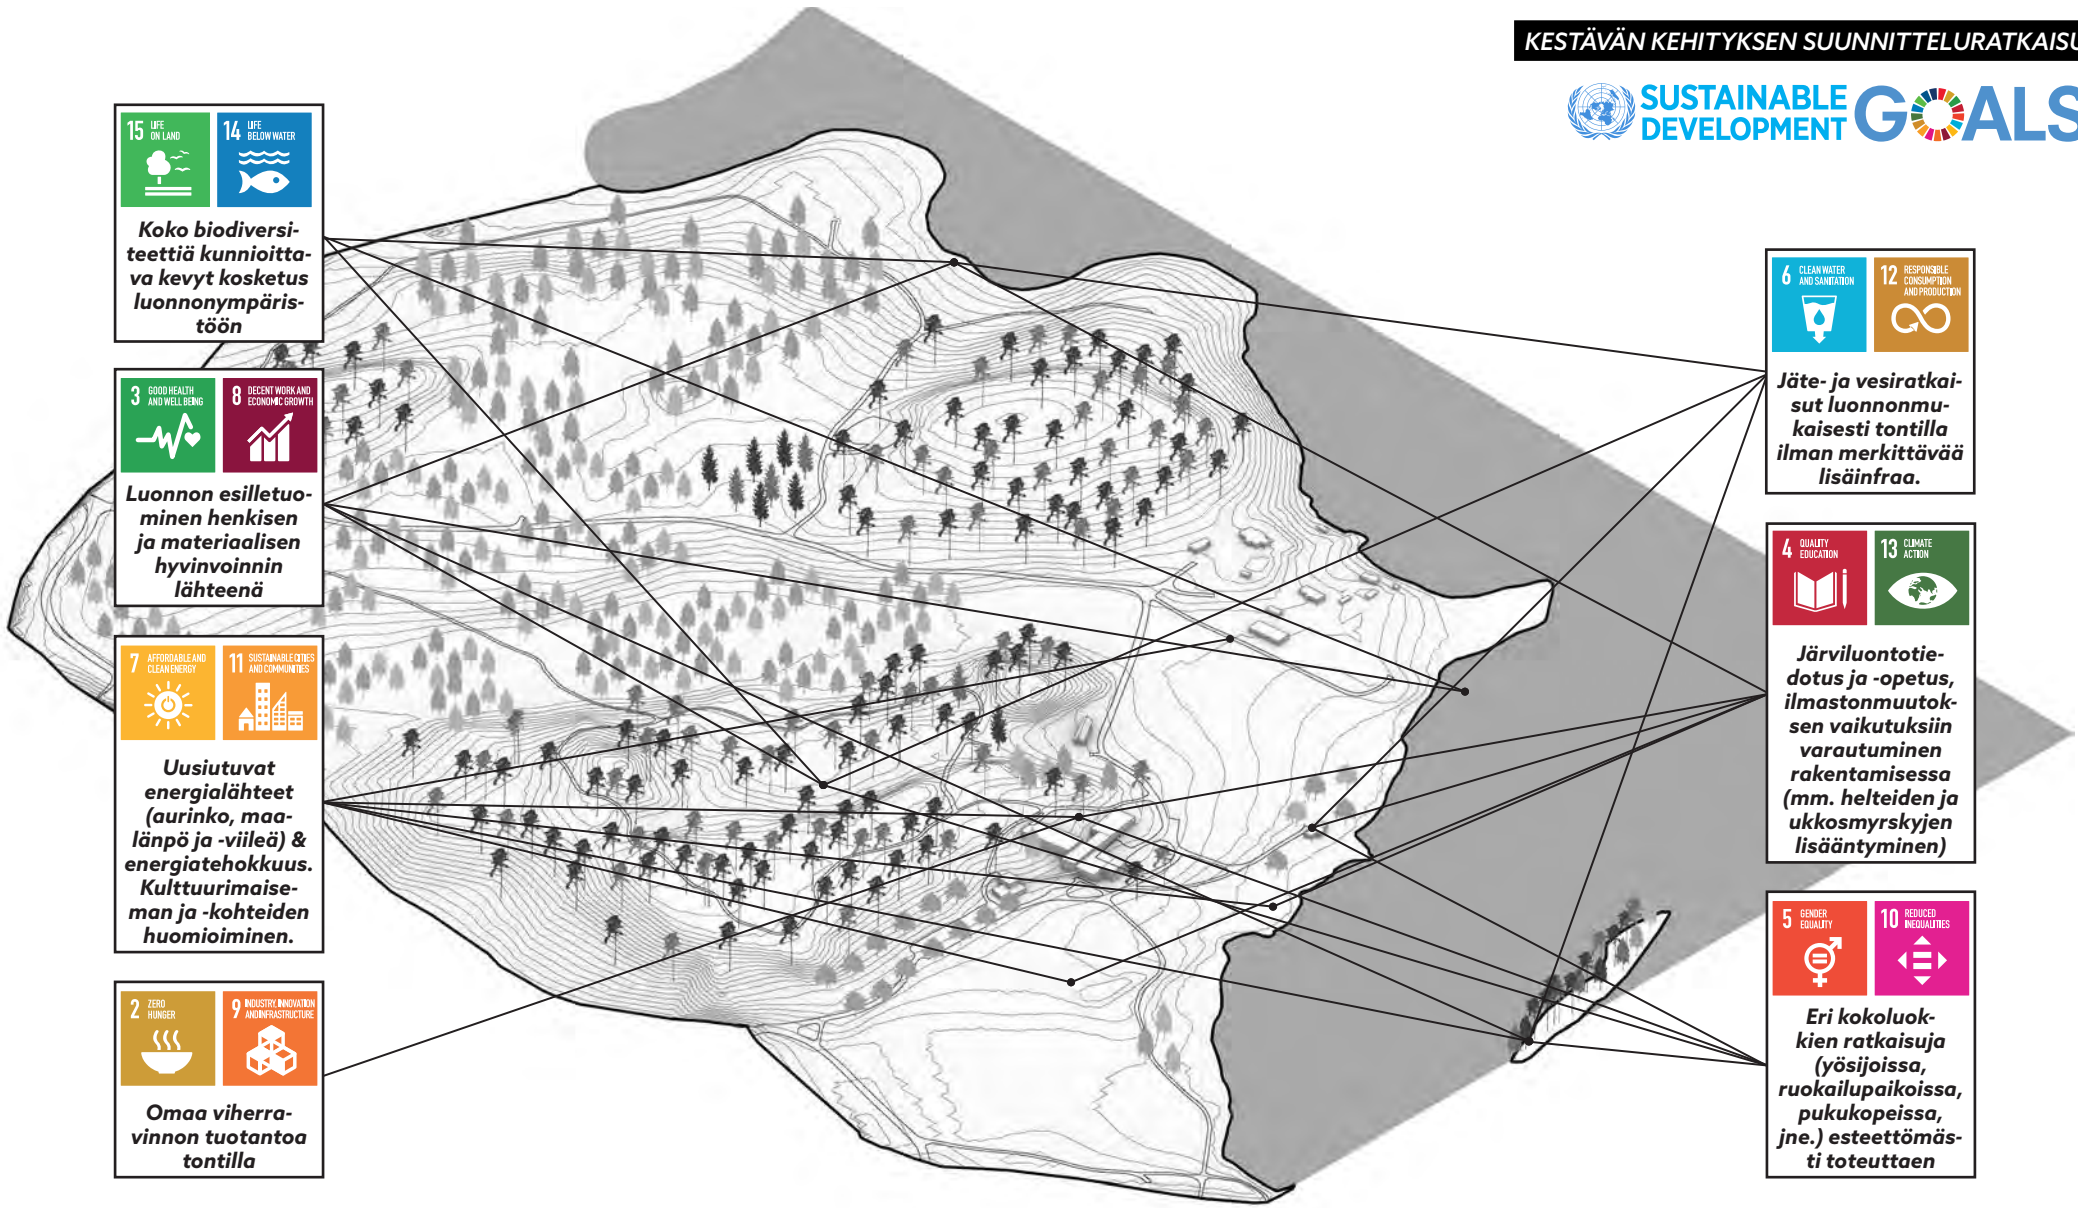 KESTÄVÄN KEHITYKSEN SUUNNITTELURATKAISU
SUSTAINABLE
DEVELOPMENT
GOALS
15 LIFE
ON LAND
14 LIFE
BELOW WATER
Koko biodiversi-
teettiä kunnioitta-
va kevyt kosketus
luonnonympäris-
töön
3 GOOD HEALTH
AND WELL BEING
8 DECENT WORK AND
ECONOMIC GROWTH
Luonnon esilletuo-
minen henkisen
ja materiaalisen
hyvinvoinnin
lähteenä
7 AFFORDABLE AND
CLEAN ENERGY
11 SUSTAINABLE CITIES
AND COMMUNITIES
Uusiutuvat
energialähteet
(aurinko, maa-
länpö ja -viileä) &
energiatehokkuus.
Kulttuurimaise-
man ja -kohteiden
huomioiminen.
2 ZERO
HUNGER
9 INDUSTRY, INNOVATION
AND INFRASTRUCTURE
Omaa viherra-
vinnon tuotantoa
tontilla
6 CLEAN WATER
AND SANITATION
12 RESPONSIBLE
CONSUMPTION
AND PRODUCTION
Jäte- ja vesiratkai-
sut luonnonmu-
kaisesti tontilla
ilman merkittävää
lisäinfraa.
4 QUALITY
EDUCATION
13 CLIMATE
ACTION
Järviluontotie-
dotus ja -opetus,
ilmastonmuutok-
sen vaikutuksiin
varautuminen
rakentamisessa
(mm. helteiden ja
ukkosmyrskyjen
lisääntyminen)
5 GENDER
EQUALITY
10 REDUCED
INEQUALITIES
Eri kokoluok-
kien ratkaisuja
(yösijoissa,
ruokailupaikoissa,
pukukopeissa,
jne.) esteettömäs-
ti toteuttaen